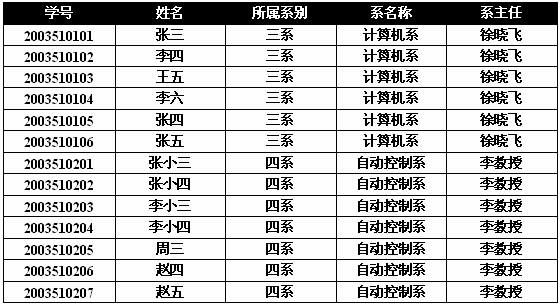 学号 姓名 所属系别 系名称 系主任
2003510101 张三 三系 计算机系 徐晓飞
2003510102 李四 三系 计算机系 徐晓飞
2003510103 王五 三系 计算机系 徐晓飞
2003510104 李六 三系 计算机系 徐晓飞
2003510105 张四 三系 计算机系 徐晓飞
2003510106 张五 三系 计算机系 徐晓飞
2003510201 张小三 四系 自动控制系 李教授
2003510202 张小四 四系 自动控制系 李教授
2003510203 李小三 四系 自动控制系 李教授
2003510204 李小四 四系 自动控制系 李教授
2003510205 周三 四系 自动控制系 李教授
2003510206 赵四 四系 自动控制系 李教授
2003510207 赵五 四系 自动控制系 李教授